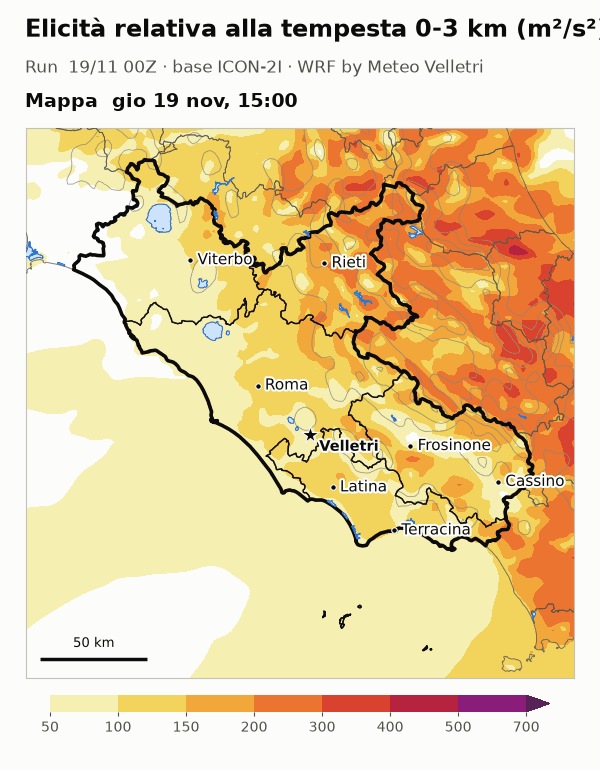 Elicità relativa alla tempesta 0-3 km (m²/s²)
Run 19/11 00Z · base ICON-2I · WRF by Meteo Velletri
Mappa gio 19 nov, 15:00
Viterbo
Rieti
Roma
Velletri
Frosinone
Cassino
Latina
Terracina
50 km
50 100 150 200 300 400 500 700